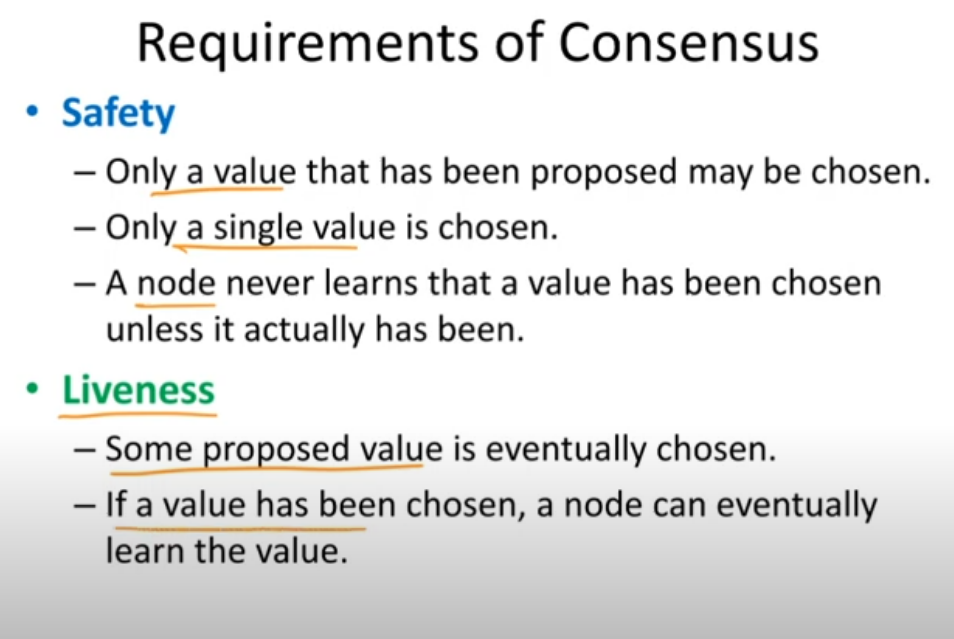 Requirements of Consensus
• Safety
– Only a value that has been proposed may be chosen.
– Only a single value is chosen.
– A node never learns that a value has been chosen
unless it actually has been.
• Liveness
– Some proposed value is eventually chosen.
– If a value has been chosen, a node can eventually
learn the value.